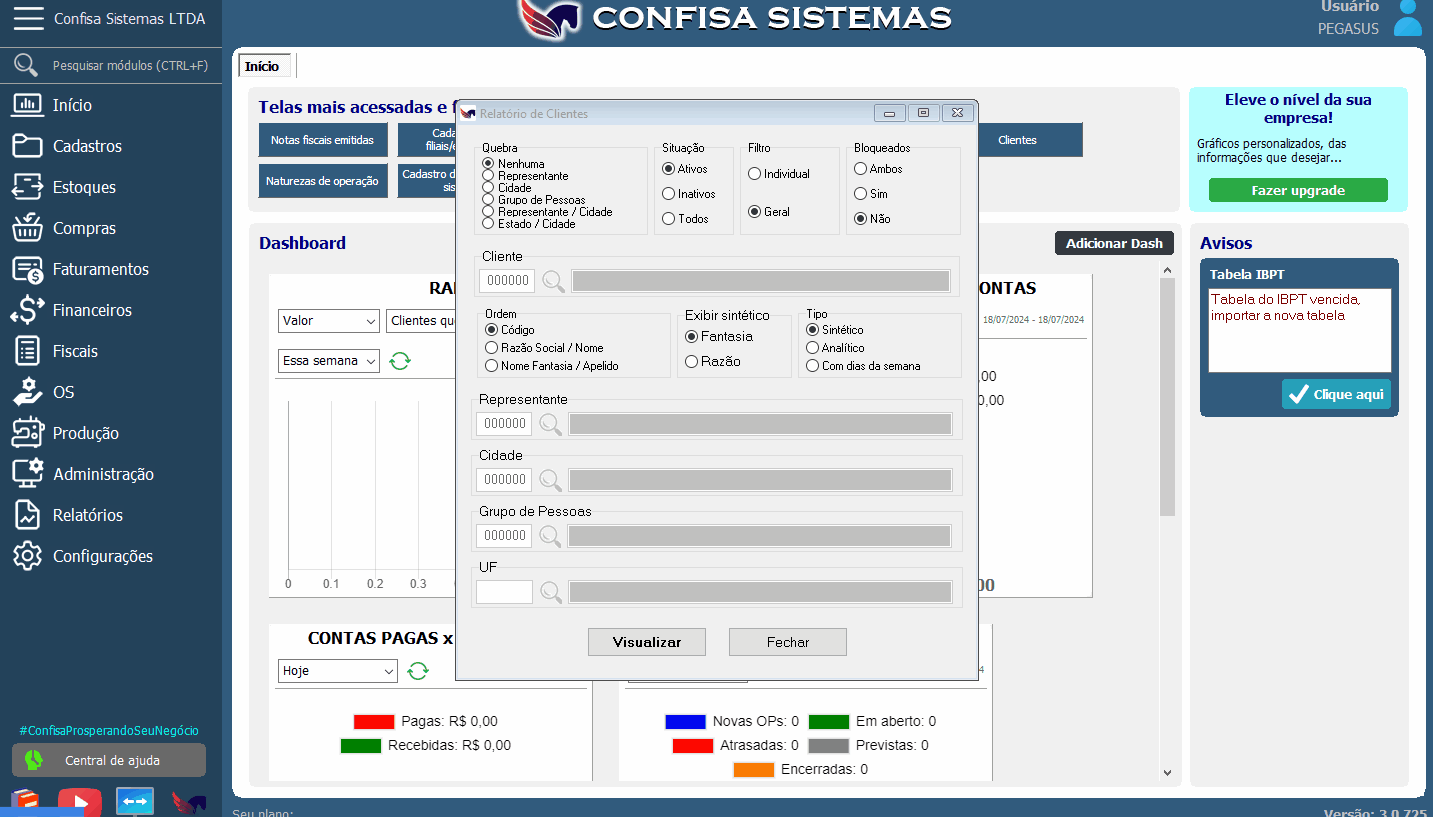 Confisa Sistemas LTDA
CONFISA SISTEMAS
Usuário
PEGASUS
Pesquisar módulos (CTRL+F)
Início
Cadastros
Estoques
Compras
Faturamentos
Financeiros
Fiscais
OS
Produção
Administração
Relatórios
Configurações
#ConfisaProsperandoSeuNegócio
Central de ajuda
Início
Telas mais acessadas e
Notas fiscais emitidas
Clientes
Naturezas de operação
Cadastro d
Dashboard
Adicionar Dash
Valor
Clientes qu
Essa semana
0 0.1 0.2 0.3
ONTAS
18/07/2024 - 18/07/2024
,00
0,00
00
CONTAS PAGAS x
Hoje
Pagas: R$ 0,00
Recebidas: R$ 0,00
Novas OPs: 0 Em aberto: 0
Atrasadas: 0 Previstas: 0
Encerradas: 0
Relatório de Clientes
Quebra
Nenhuma
Representante
Cidade
Grupo de Pessoas
Representante / Cidade
Estado / Cidade
Situação
Ativos
Inativos
Todos
Filtro
Individual
Geral
Bloqueados
Ambos
Sim
Não
Cliente
000000
Ordem
Código
Razão Social / Nome
Nome Fantasia / Apelido
Exibir sintético
Fantasia
Razão
Tipo
Sintético
Analítico
Com dias da semana
Representante
000000
Cidade
000000
Grupo de Pessoas
000000
UF
Visualizar
Fechar
Eleve o nível da sua
empresa!
Gráficos personalizados, das
informações que desejar...
Fazer upgrade
Avisos
Tabela IBPT
Tabela do IBPT vencida,
importar a nova tabela
Clique aqui
Seu plano:
Versão: 3.0.725